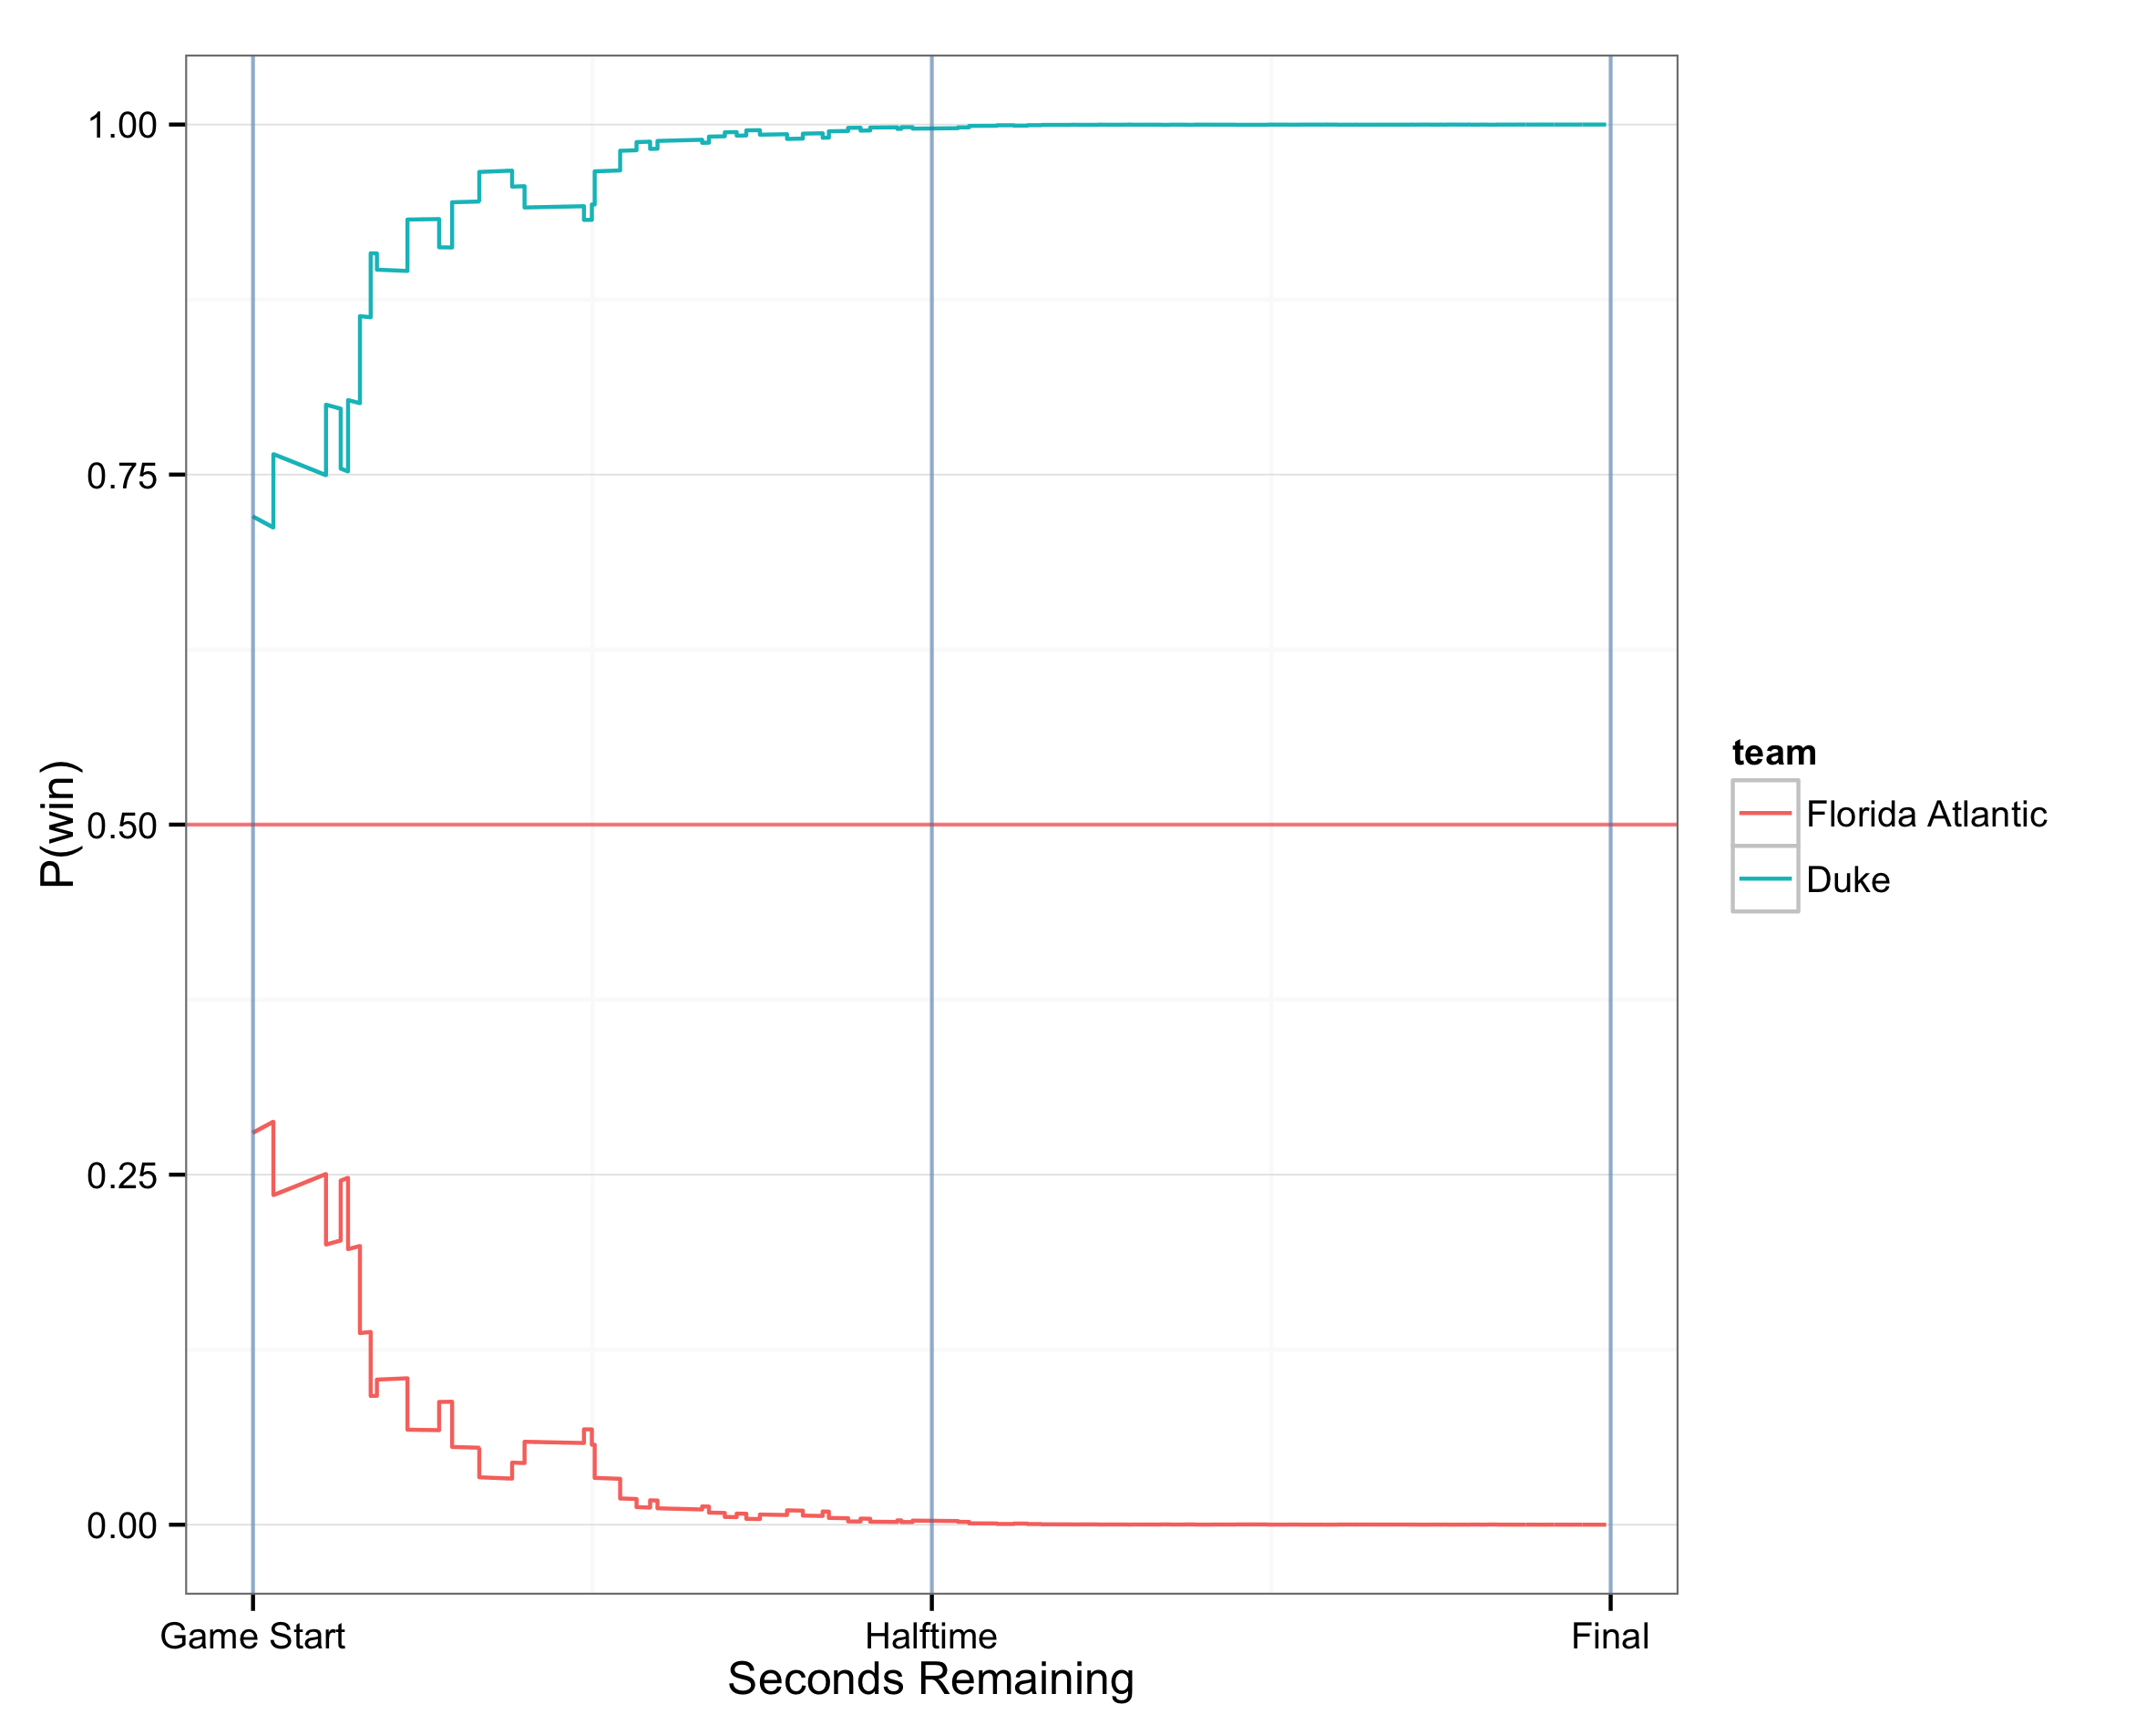 1.00
0.75
0.50
0.25
0.00
P(win)
Game Start
Halftime
Final
Seconds Remaining
team
Florida Atlantic
Duke